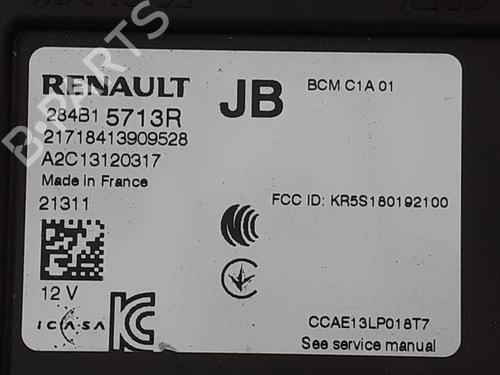 RENAULT
JB
BCM C1A 01
284B1 5713R
21718413909528
A2C13120317
Made in France
21311
FCC ID: KR5S180192100
12 V
ICASA
CCAE13LP018T7
See service manual
B-PARTS